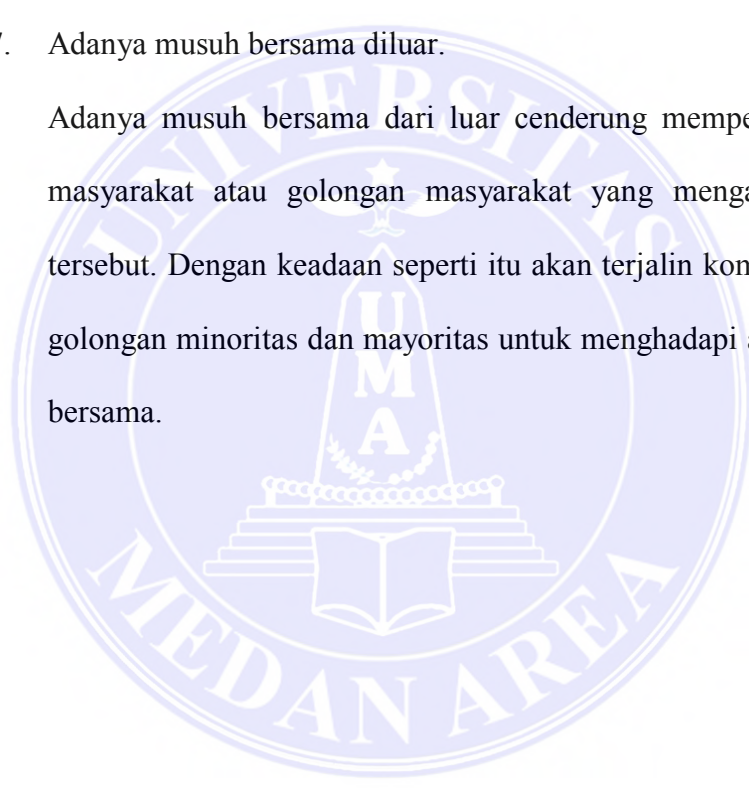 7. Adanya musuh bersama diluar.
Adanya musuh bersama dari luar cenderung
masyarakat atau golongan masyarakat yang
tersebut. Dengan keadaan seperti itu akan terjalin
golongan minoritas dan mayoritas untuk menghadapi
bersama.
UNIVERSITAS
UMA
MEDAN AREA